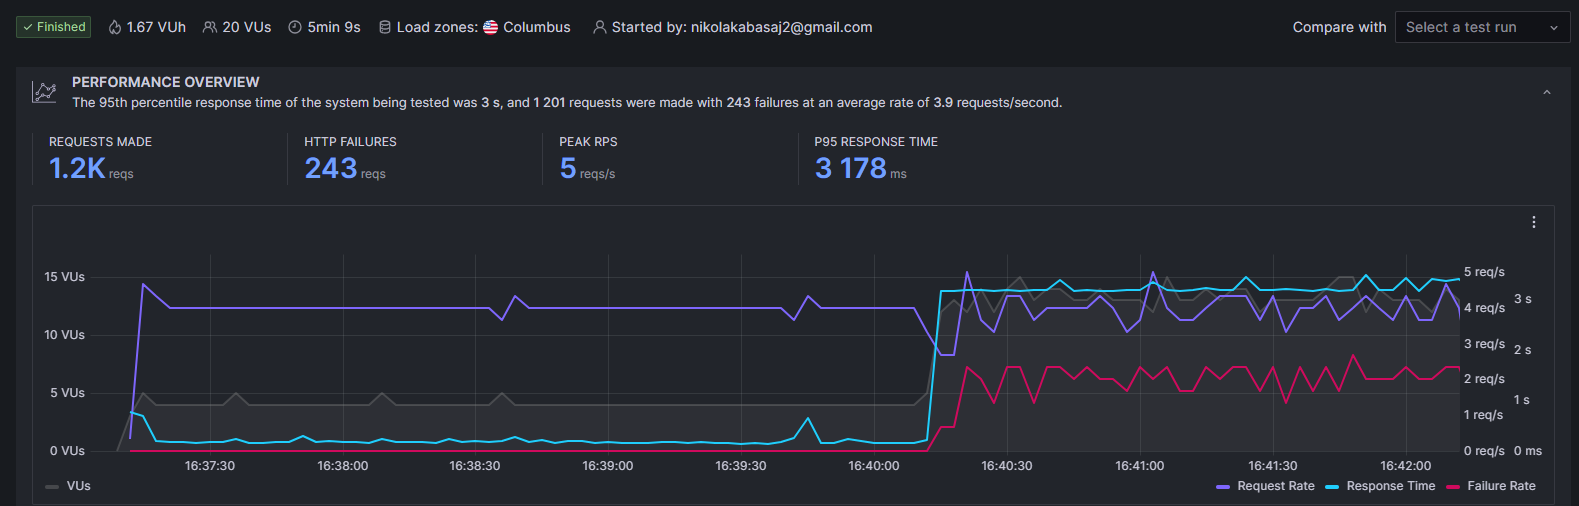 Finished 1.67 VUh 20 VUs 5min 9s Load zones: Columbus Started by: nikolakabasaj2@gmail.com Compare with Select a test run
PERFORMANCE OVERVIEW
The 95th percentile response time of the system being tested was 3 s, and 1 201 requests were made with 243 failures at an average rate of 3.9 requests/second.
REQUESTS MADE HTTP FAILURES PEAK RPS P95 RESPONSE TIME
1.2K reqs 243 reqs 5 reqs/s 3 178 ms
15 VUs 5 req/s
3 s
4 req/s
10 VUs 3 req/s
2 s
2 req/s
5 VUs 1 s
1 req/s
0 VUs 0 req/s 0 ms
16:37:30 16:38:00 16:38:30 16:39:00 16:39:30 16:40:00 16:40:30 16:41:00 16:41:30 16:42:00
VUs Request Rate Response Time Failure Rate